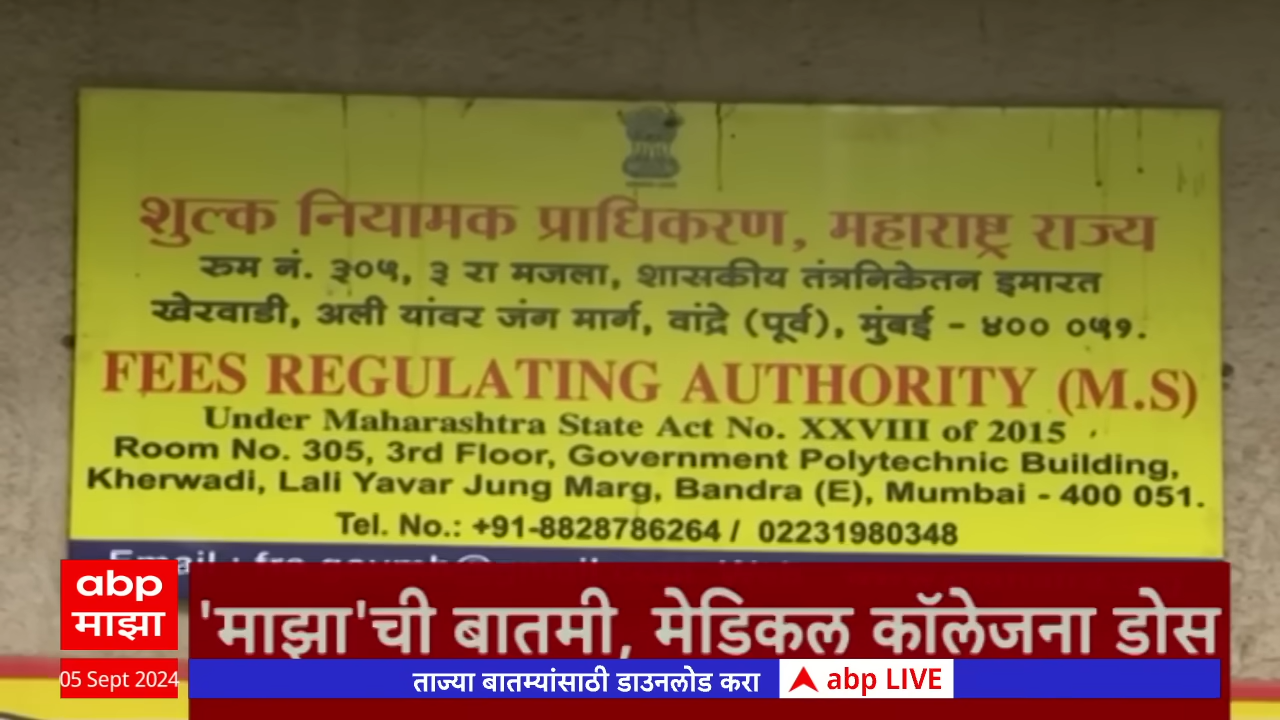 शुल्क नियामक प्राधिकरण, महाराष्ट्र राज्य
रुम नं. ३०५, ३ रा मजला, शासकीय तंत्रनिकेतन इमारत
खेरवाडी, अली यांवर जंग मार्ग, वांद्रे (पूर्व), मुंबई - ४०० ०५१.
FEES REGULATING AUTHORITY (M.S)
Under Maharashtra State Act No. XXVIII of 2015
Room No. 305, 3rd Floor, Government Polytechnic Building,
Kherwadi, Lali Yavar Jung Marg, Bandra (E), Mumbai - 400 051.
Tel. No.: +91-8828786264 / 02231980348
abp
माझा
'माझा'ची बातमी, मेडिकल कॉलेजना डोस
05 Sept 2024
ताज्या बातम्यांसाठी डाउनलोड करा abp LIVE